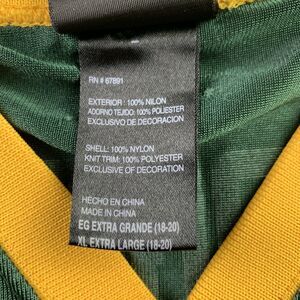 RN # 67891
EXTERIOR : 100% NILON
ADORNO TEJIDO: 100% POLIESTER
EXCLUSIVO DE DECORACION
SHELL: 100% NYLON
KNIT TRIM: 100% POLYESTER
EXCLUSIVE OF DECORATION
HECHO EN CHINA
MADE IN CHINA
EG EXTRA GRANDE (18-20)
XL EXTRA LARGE (18-20)